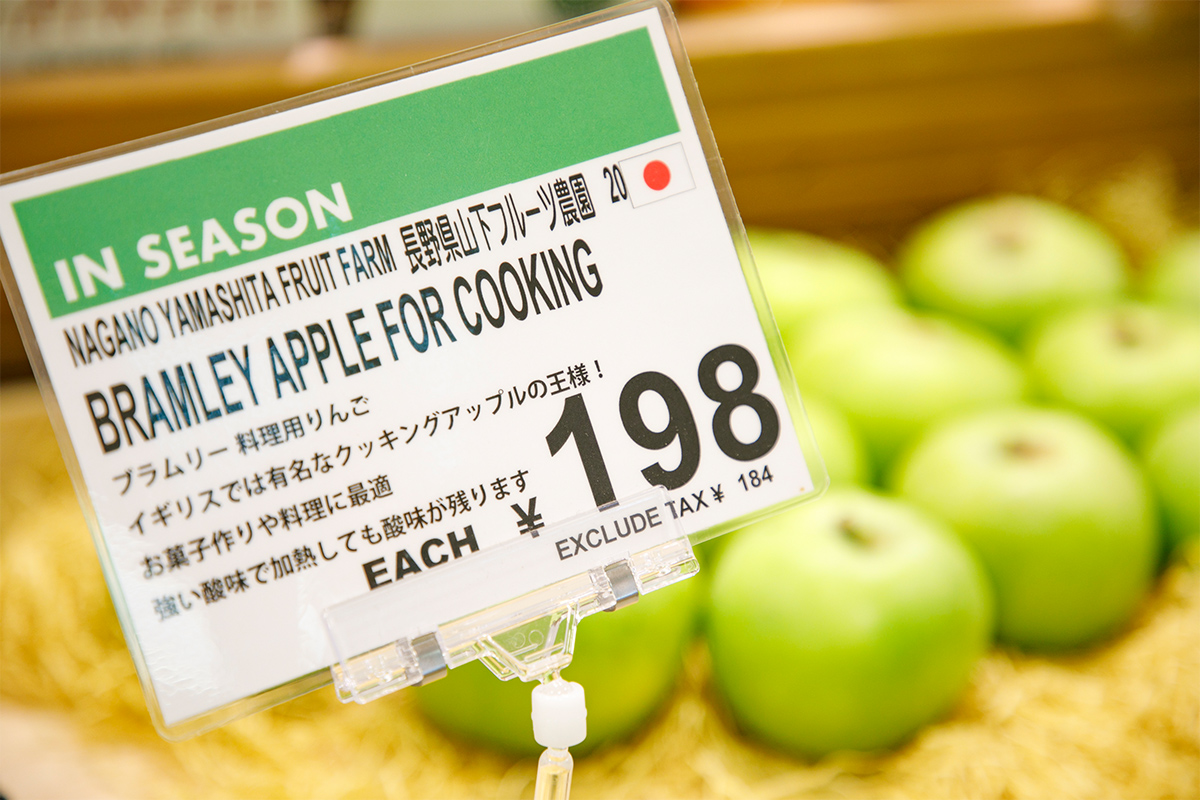 IN SEASON
NAGANO YAMASHITA FRUIT FARM 長野県山下フルーツ農園 20
BRAMLEY APPLE FOR COOKING
ブラムリー 料理用りんご
イギリスでは有名なクッキングアップルの王様！
お菓子作りや料理に最適
強い酸味で加熱しても酸味が残ります
EACH ¥ 198
EXCLUDE TAX ¥ 184